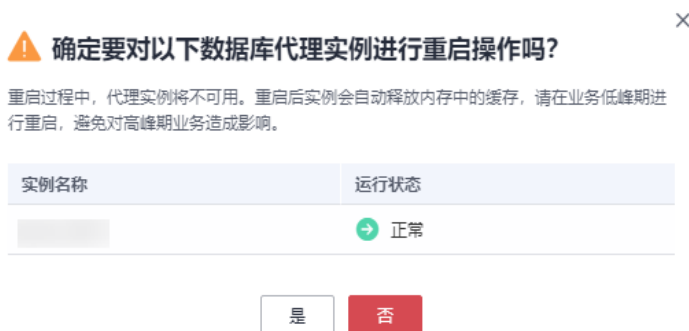 确定要对以下数据库代理实例进行重启操作吗？
重启过程中，代理实例将不可用。重启后实例会自动释放内存中的缓存，请在业务低峰期进
行重启，避免对高峰期业务造成影响。
实例名称 运行状态
正常
是 否